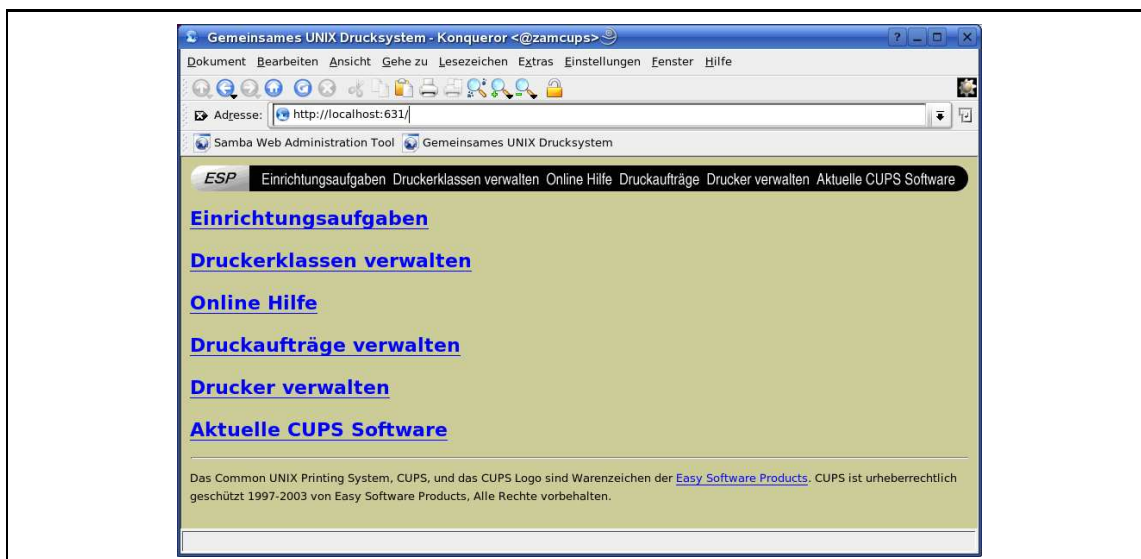 Gemeinsames UNIX Drucksystem - Konqueror <@zamcups>
Dokument Bearbeiten Ansicht Gehe zu Lesezeichen Extras Einstellungen Fenster Hilfe
Adresse: http://localhost:631/
Samba Web Administration Tool Gemeinsames UNIX Drucksystem
ESP Einrichtungsaufgaben Druckerklassen verwalten Online Hilfe Druckaufträge Drucker verwalten Aktuelle CUPS Software
Einrichtungsaufgaben
Druckerklassen verwalten
Online Hilfe
Druckaufträge verwalten
Drucker verwalten
Aktuelle CUPS Software
Das Common UNIX Printing System, CUPS, und das CUPS Logo sind Warenzeichen der Easy Software Products. CUPS ist urheberrechtlich
geschützt 1997-2003 von Easy Software Products, Alle Rechte vorbehalten.